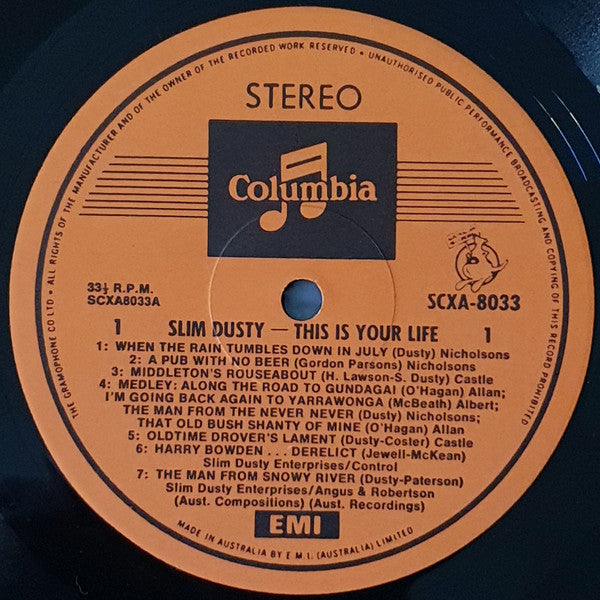 STEREO
Columbia
33⅓ R.P.M.
SCXA8033A
SCXA-8033
1 SLIM DUSTY — THIS IS YOUR LIFE 1
1: WHEN THE RAIN TUMBLES DOWN IN JULY (Dusty) Nicholsons
2: A PUB WITH NO BEER (Gordon Parsons) Nicholsons
3: MIDDLETON'S ROUSEABOUT (H. Lawson-S. Dusty) Castle
4: MEDLEY: ALONG THE ROAD TO GUNDAGAI (O'Hagan) Allan;
I'M GOING BACK AGAIN TO YARRAWONGA (McBeath) Albert;
THE MAN FROM THE NEVER NEVER (Dusty) Nicholsons;
THAT OLD BUSH SHANTY OF MINE (O'Hagan) Allan
5: OLDTIME DROVER'S LAMENT (Dusty-Coster) Castle
6: HARRY BOWDEN . . . DERELICT (Jewell-McKean)
Slim Dusty Enterprises/Control
7: THE MAN FROM SNOWY RIVER (Dusty-Paterson)
Slim Dusty Enterprises/Angus & Robertson
(Aust. Compositions) (Aust. Recordings)
EMI
MADE IN AUSTRALIA BY E.M.I. (AUSTRALIA) LIMITED
THE GRAMOPHONE CO LTD • ALL RIGHTS OF THE MANUFACTURER AND OF THE OWNER OF THE RECORDED WORK RESERVED • UNAUTHORISED PUBLIC PERFORMANCE BROADCASTING AND COPYING OF THIS RECORD PROHIBITED